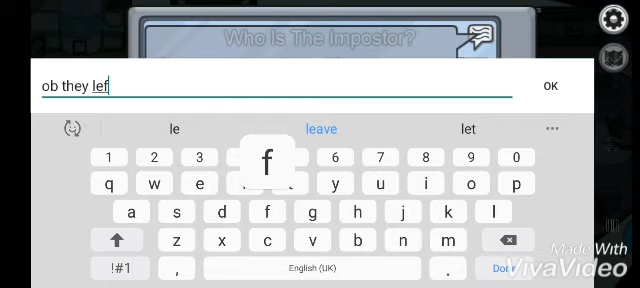 Who Is The Impostor?
ob they lef
OK
le leave let
f
1 2 3 6 7 8 9 0
q w e y u i o p
a s d f g h j k l
z x c v b n m
!#1 , English (UK) . Done
Made With
VivaVideo